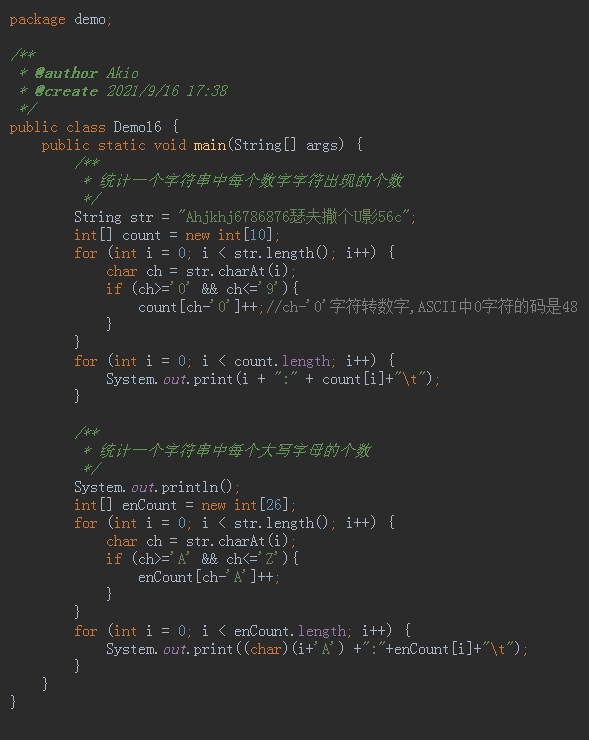 package demo;
/**
 * @author Akio
 * @create 2021/9/16 17:38
 */
public class Demo16 {
    public static void main(String[] args) {
        /**
         * 统计一个字符串中每个数字字符出现的个数
         */
        String str = "Ahjkhj6786876瑟夫撒个U影56c";
        int[] count = new int[10];
        for (int i = 0; i < str.length(); i++) {
            char ch = str.charAt(i);
            if (ch>='0' && ch<='9'){
                count[ch-'0']++;//ch-'0'字符转数字,ASCII中0字符的码是48
            }
        }
        for (int i = 0; i < count.length; i++) {
            System.out.print(i + ":" + count[i]+"\t");
        }
        /**
         * 统计一个字符串中每个大写字母的个数
         */
        System.out.println();
        int[] enCount = new int[26];
        for (int i = 0; i < str.length(); i++) {
            char ch = str.charAt(i);
            if (ch>='A' && ch<='Z'){
                enCount[ch-'A']++;
            }
        }
        for (int i = 0; i < enCount.length; i++) {
            System.out.print((char)(i+'A') +":"+enCount[i]+"\t");
        }
    }
}